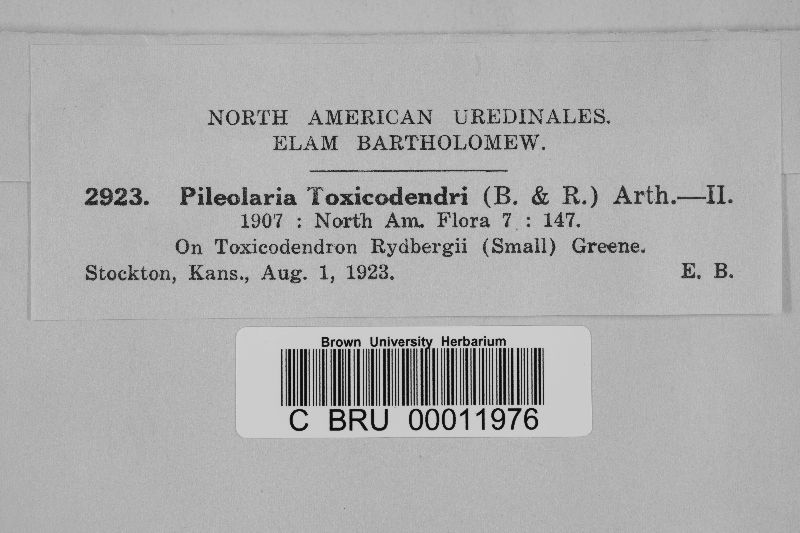 NORTH AMERICAN UREDINALES.
ELAM BARTHOLOMEW.
2923. Pileolaria Toxicodendri (B. & R.) Arth.—II.
1907 : North Am. Flora 7 : 147.
On Toxicodendron Rydbergii (Small) Greene.
Stockton, Kans., Aug. 1, 1923. E. B.
Brown University Herbarium
C BRU 00011976